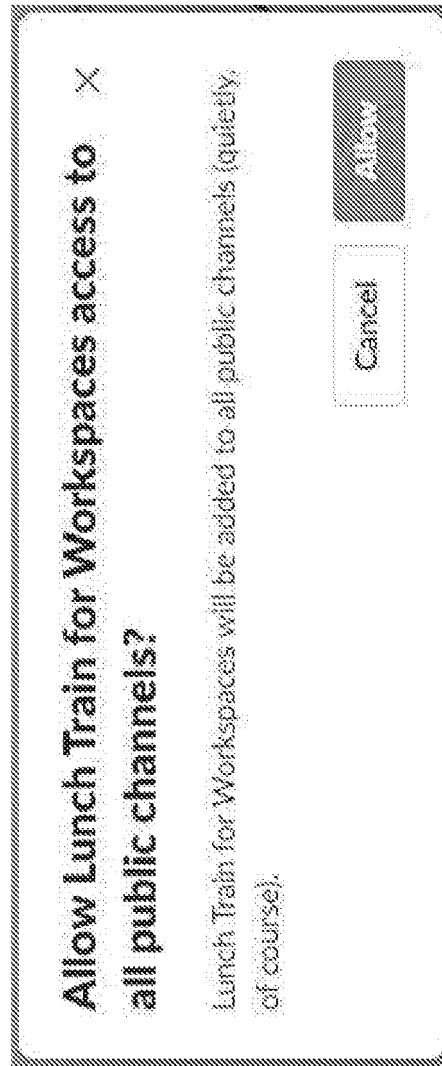 Allow Lunch Train for Workspaces access to
all public channels?
Lunch Train for Workspaces will be added to all public channels (quietly,
of course).
Cancel
Allow